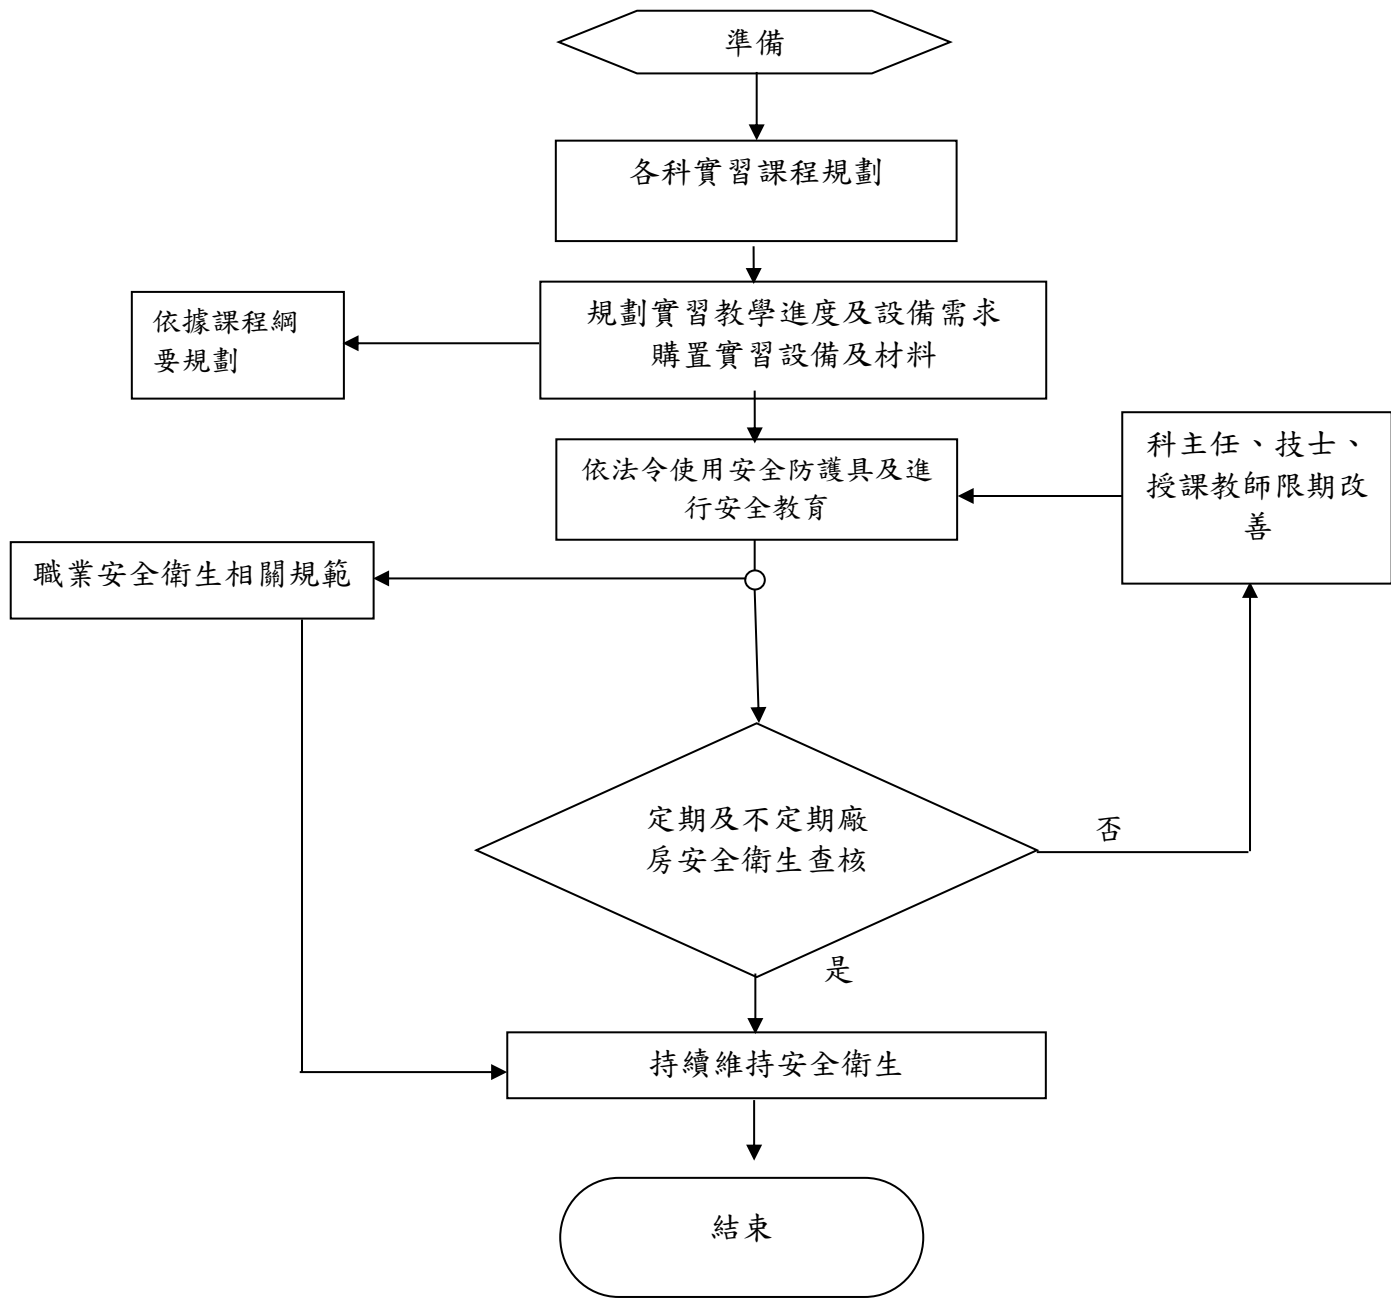 準備
各科實習課程規劃
規劃實習教學進度及設備需求
購置實習設備及材料
依據課程綱
要規劃
科主任、技士、
授課教師限期改
善
依法令使用安全防護具及進
行安全教育
職業安全衛生相關規範
定期及不定期廠
房安全衛生查核
否
是
持續維持安全衛生
結束